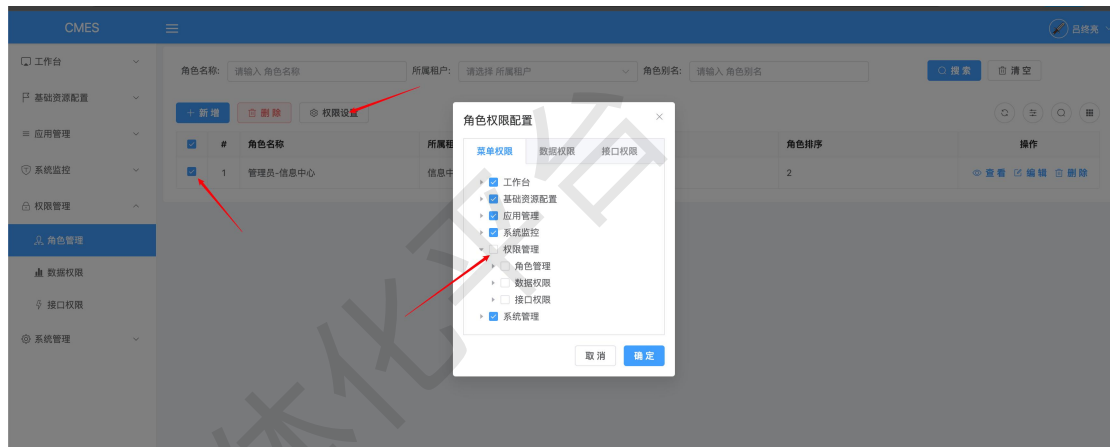 CMES
吕终亮
工作台
基础资源配置
应用管理
系统监控
权限管理
角色管理
数据权限
接口权限
系统管理
角色名称: 请输入 角色名称 所属租户: 请选择 所属租户 角色别名: 请输入 角色别名 搜 索 清 空
+ 新 增 删 除 权限设置
# 角色名称 所属租 角色排序 操作
1 管理员-信息中心 信息中 2 查 看 编 辑 删 除
角色权限配置
菜单权限 数据权限 接口权限
工作台
基础资源配置
应用管理
系统监控
权限管理
角色管理
数据权限
接口权限
系统管理
取 消 确 定
体化平台